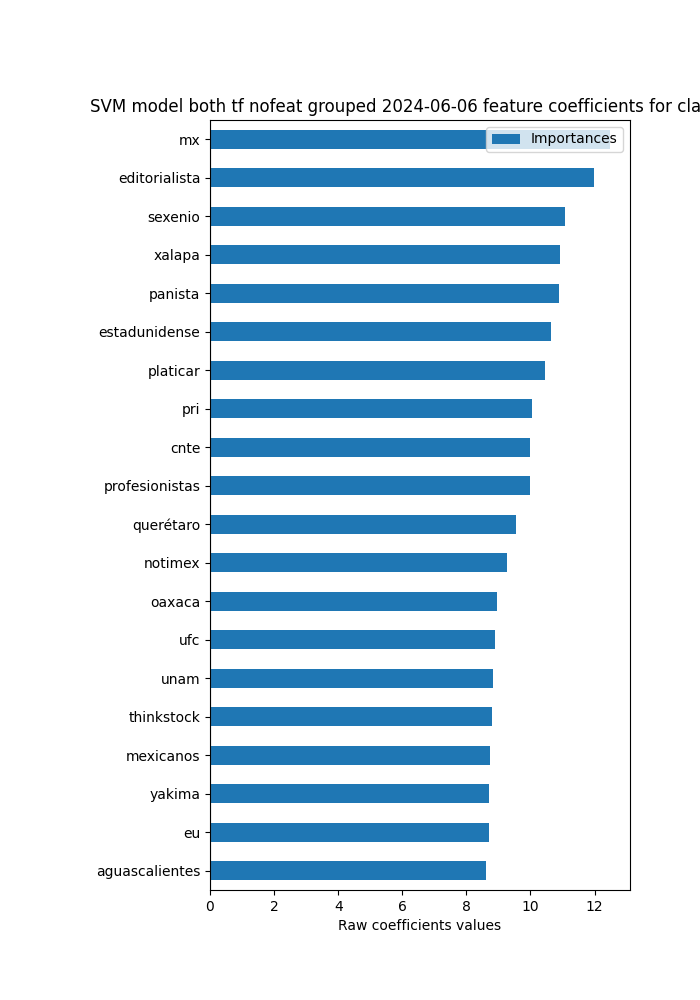 SVM model both tf nofeat grouped 2024-06-06 feature coefficients for cla
mx
Importances
editorialista
sexenio
xalapa
panista
estadunidense
platicar
pri
cnte
profesionistas
querétaro
notimex
oaxaca
ufc
unam
thinkstock
mexicanos
yakima
eu
aguascalientes
0 2 4 6 8 10 12
Raw coefficients values